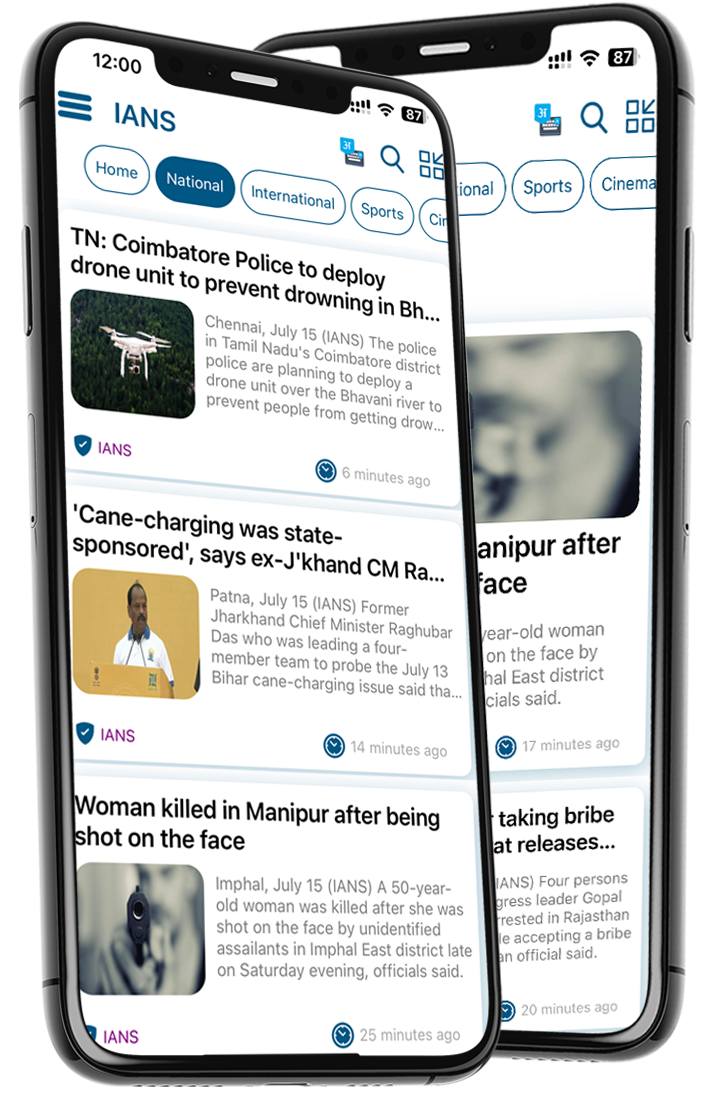 12:00
87
IANS
Home
National
International
Sports
TN: Coimbatore Police to deploy
drone unit to prevent drowning in Bh...
Chennai, July 15 (IANS) The police
in Tamil Nadu's Coimbatore district
police are planning to deploy a
drone unit over the Bhavani river to
prevent people from getting drow...
IANS
6 minutes ago
'Cane-charging was state-
sponsored', says ex-J'khand CM Ra...
Patna, July 15 (IANS) Former
Jharkhand Chief Minister Raghubar
Das who was leading a four-
member team to probe the July 13
Bihar cane-charging issue said tha...
IANS
14 minutes ago
Woman killed in Manipur after being
shot on the face
Imphal, July 15 (IANS) A 50-year-
old woman was killed after she was
shot on the face by unidentified
assailants in Imphal East district late
on Saturday evening, officials said.
IANS
25 minutes ago
87
tional
Sports
Cinema
anipur after
face
year-old woman
on the face by
hal East district
cials said.
17 minutes ago
r taking bribe
at releases...
IANS) Four persons
gress leader Gopal
rrested in Rajasthan
le accepting a bribe
an official said.
20 minutes ago